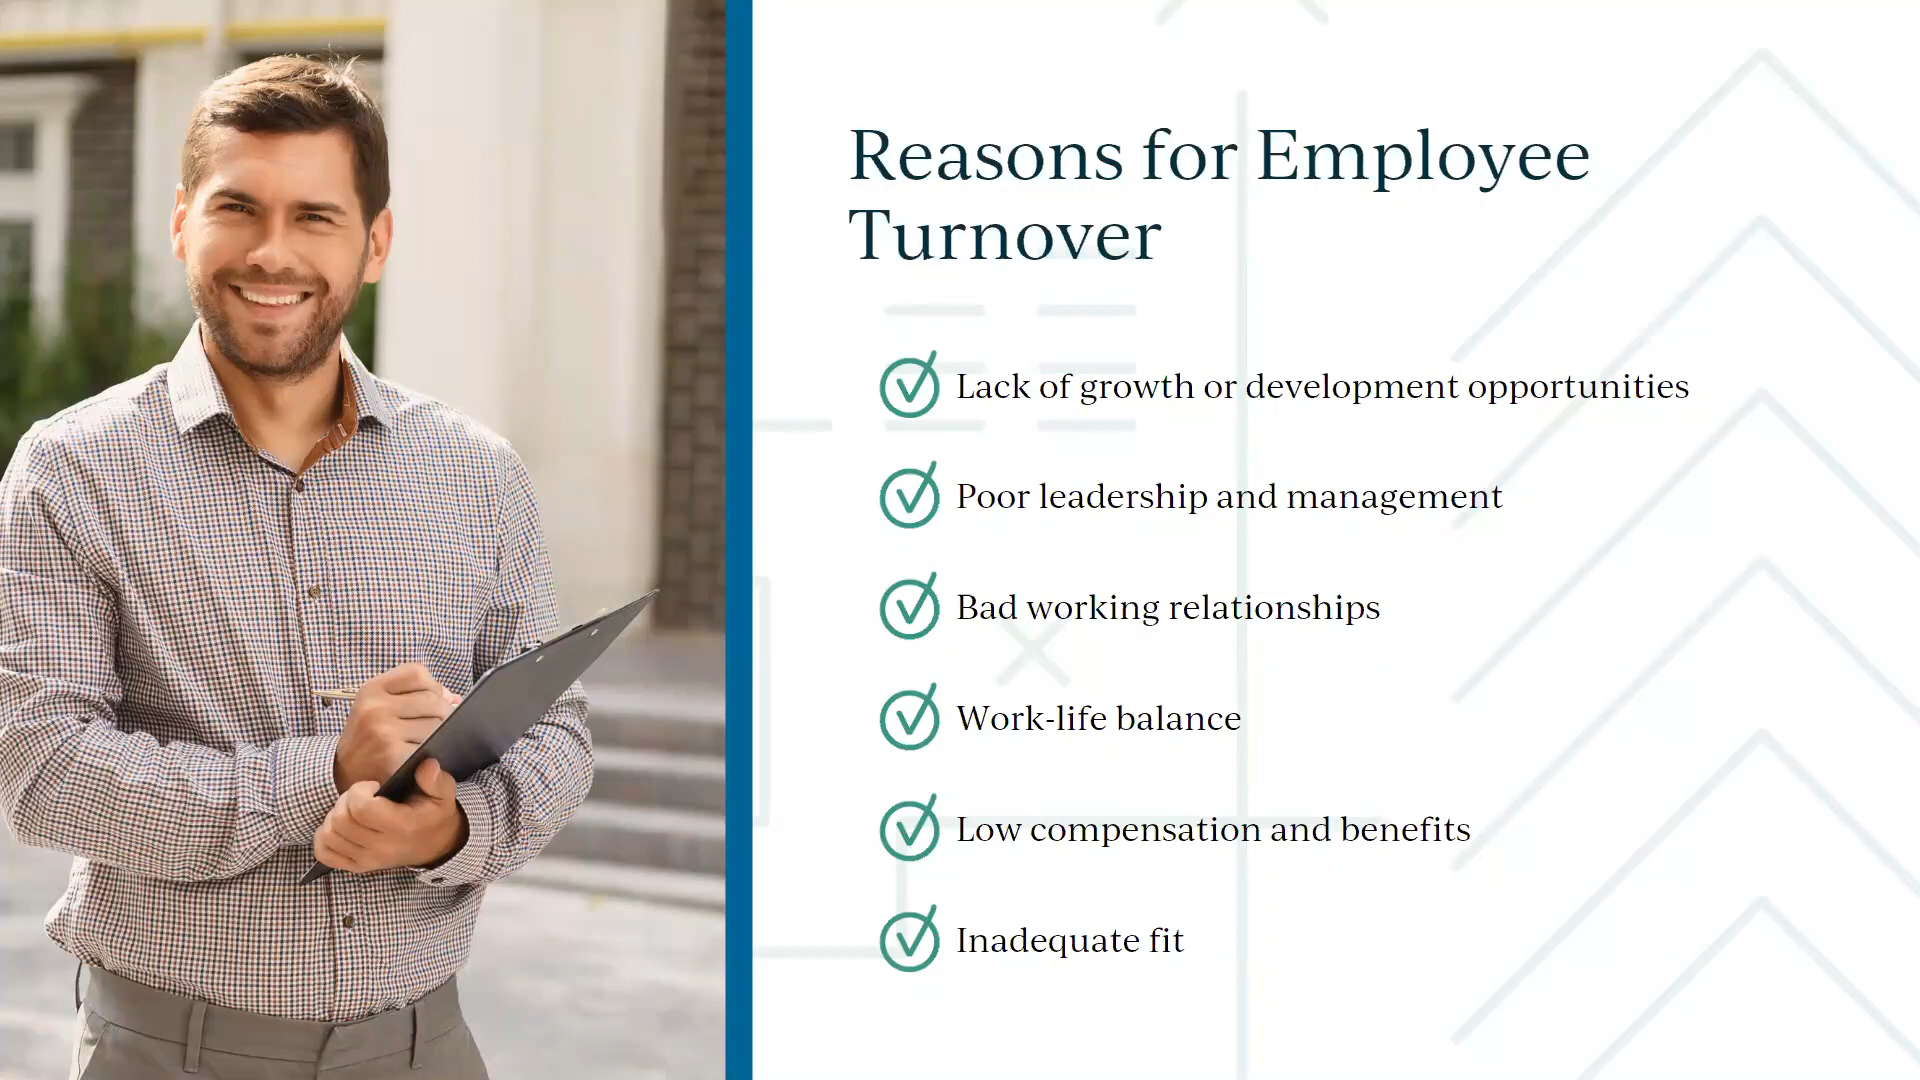 Reasons for Employee
Turnover
Lack of growth or development opportunities
Poor leadership and management
Bad working relationships
Work-life balance
Low compensation and benefits
Inadequate fit